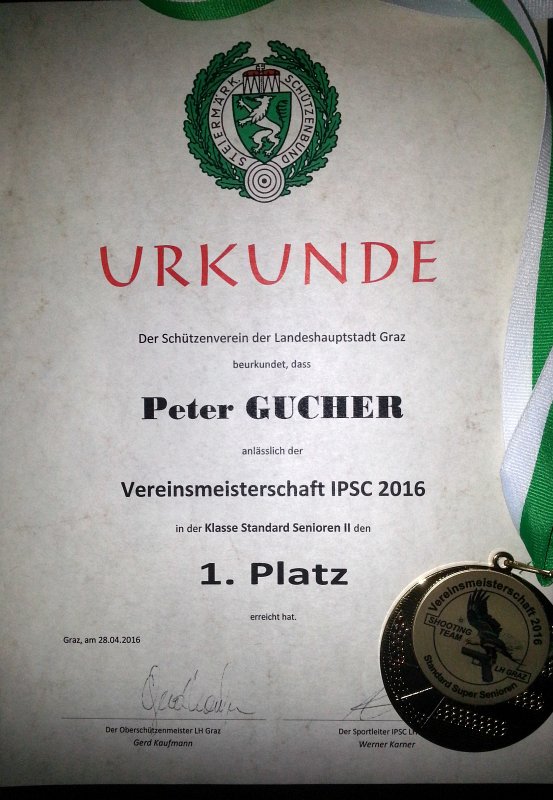 STEIERMÄRK. SCHÜTZENBUND
URKUNDE
Der Schützenverein der Landeshauptstadt Graz
beurkundet, dass
Peter GUCHER
anlässlich der
Vereinsmeisterschaft IPSC 2016
in der Klasse Standard Senioren II den
1. Platz
erreicht hat.
Graz, am 28.04.2016
Der Oberschützenmeister LH Graz
Gerd Kaufmann
Der Sportleiter IPSC LH
Werner Karner
Vereinsmeisterschaft 2016
SHOOTING
TEAM
LH GRAZ
Standard Super Senioren